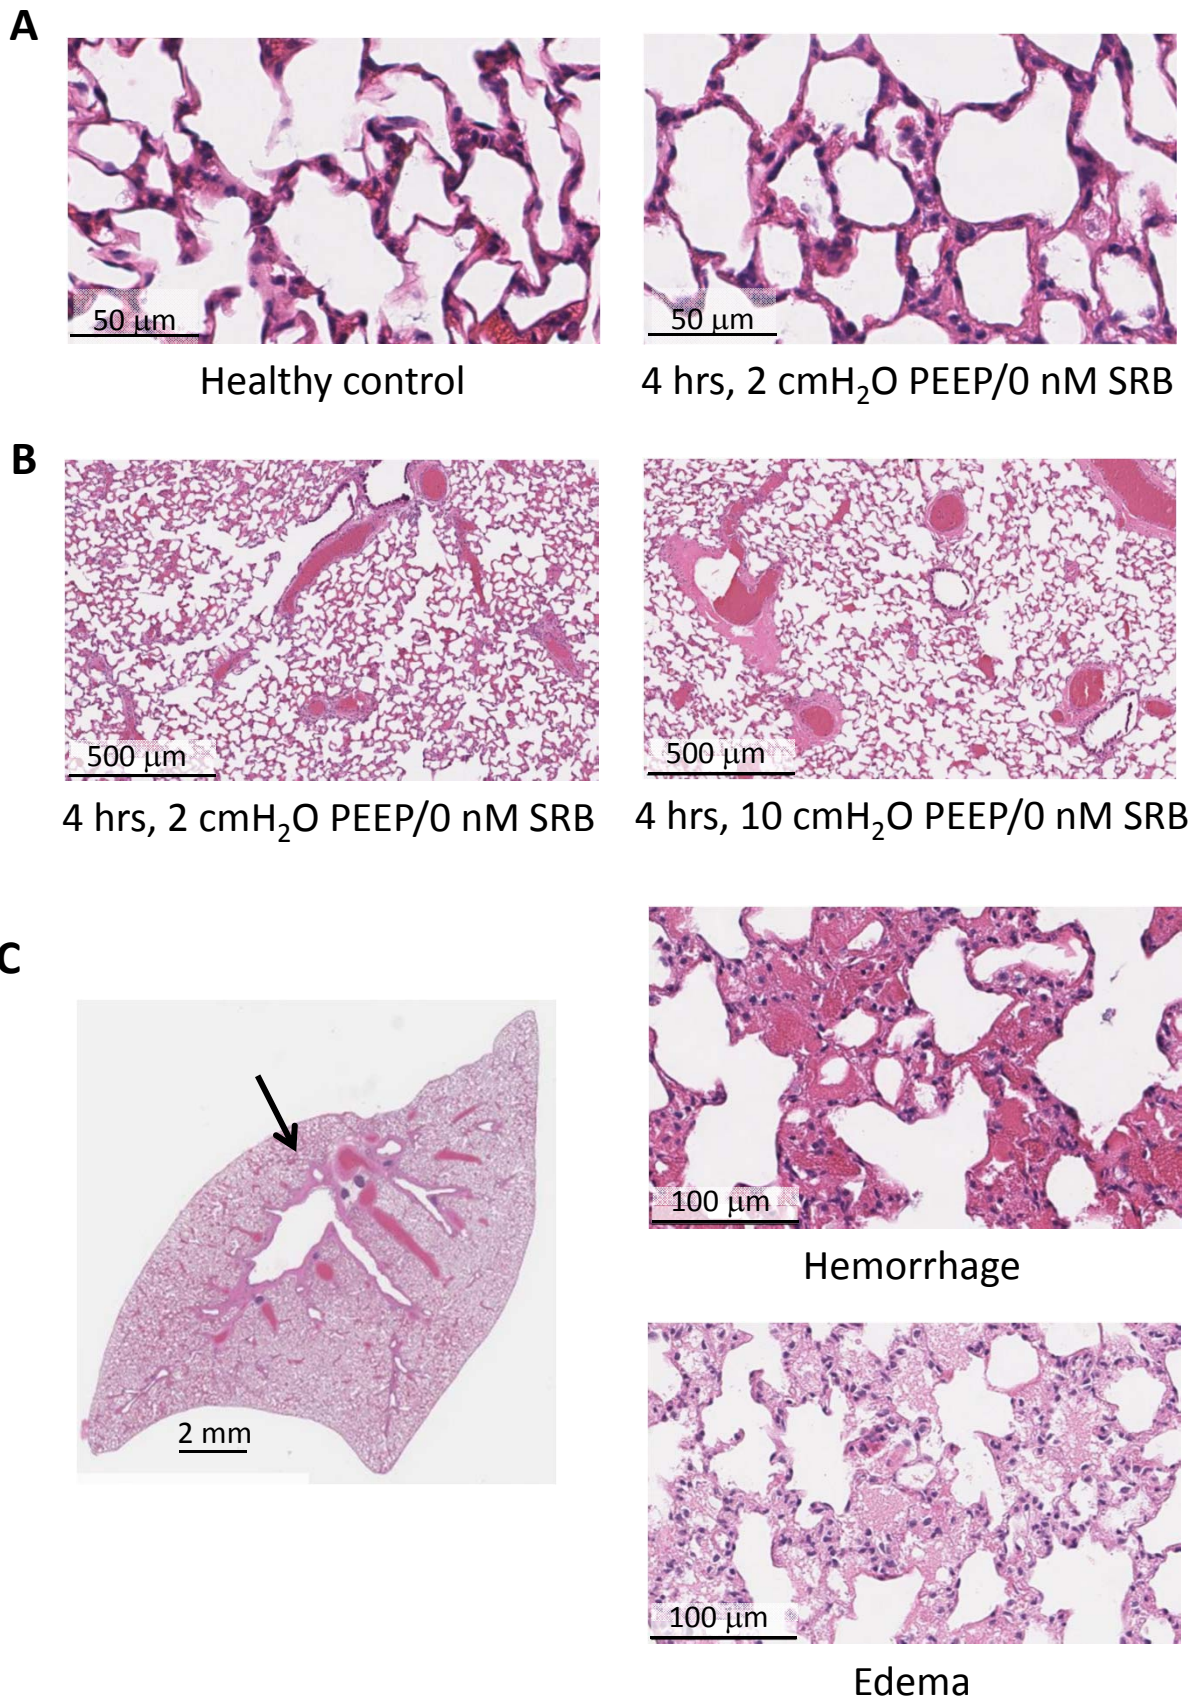 A
50 μm
50 μm
Healthy control
4 hrs, 2 cmH₂O PEEP/0 nM SRB
B
500 μm
500 μm
4 hrs, 2 cmH₂O PEEP/0 nM SRB
4 hrs, 10 cmH₂O PEEP/0 nM SRB
C
2 mm
100 μm
Hemorrhage
100 μm
Edema